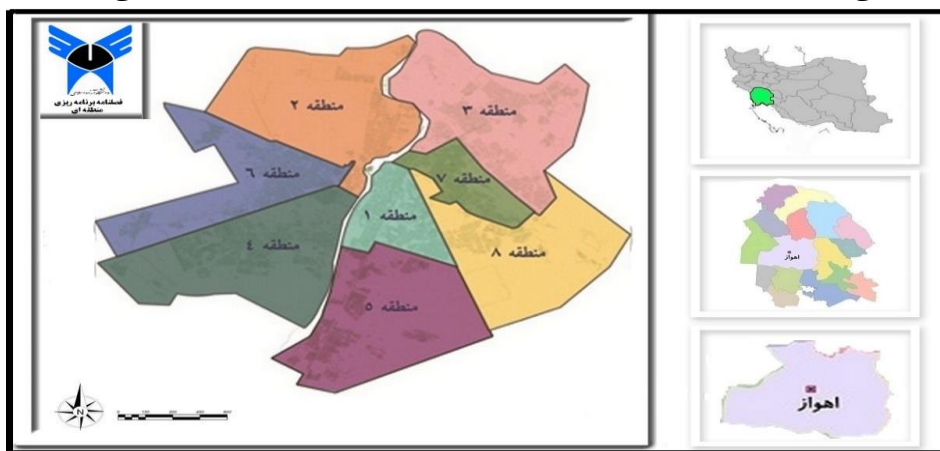 فصلنامه برنامه ریزی
منطقه ای
منطقه ۲
منطقه ۳
منطقه ۶
منطقه ۷
منطقه ۱
منطقه ۴
منطقه ۸
منطقه ۵
N
اهواز
اهواز